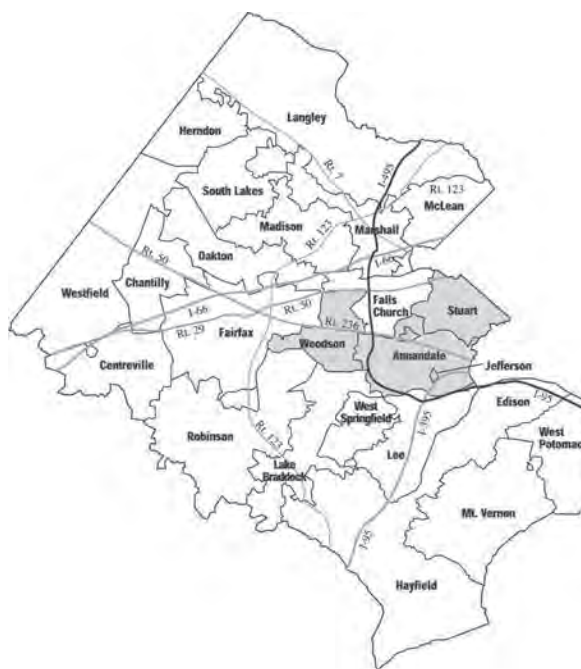 Langley
Herndon
Rt. 7
I-495
South Lakes
Rt. 123
McLean
Madison
Rt. 123
Marshall
Oakton
I-66
Rt. 50
Chantilly
Westfield
Falls
Church
Stuart
I-66
Rt. 50
Rt. 29
Fairfax
Rt. 236
Woodson
Annandale
Centreville
Jefferson
Edison
I-95
West
Springfield
I-395
West
Potomac
Robinson
Rt. 123
Lee
Lake
Braddock
Mt. Vernon
I-95
Hayfield